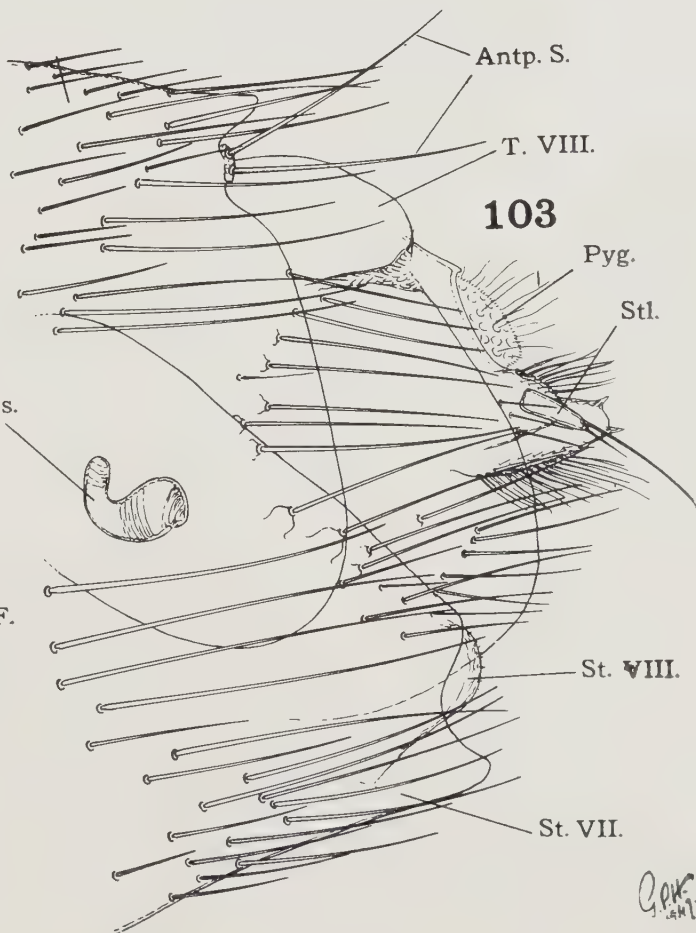 Antp. S.
T. VIII.
103
Pyg.
Stl.
s.
F.
St. VIII.
St. VII.
G.P.H.